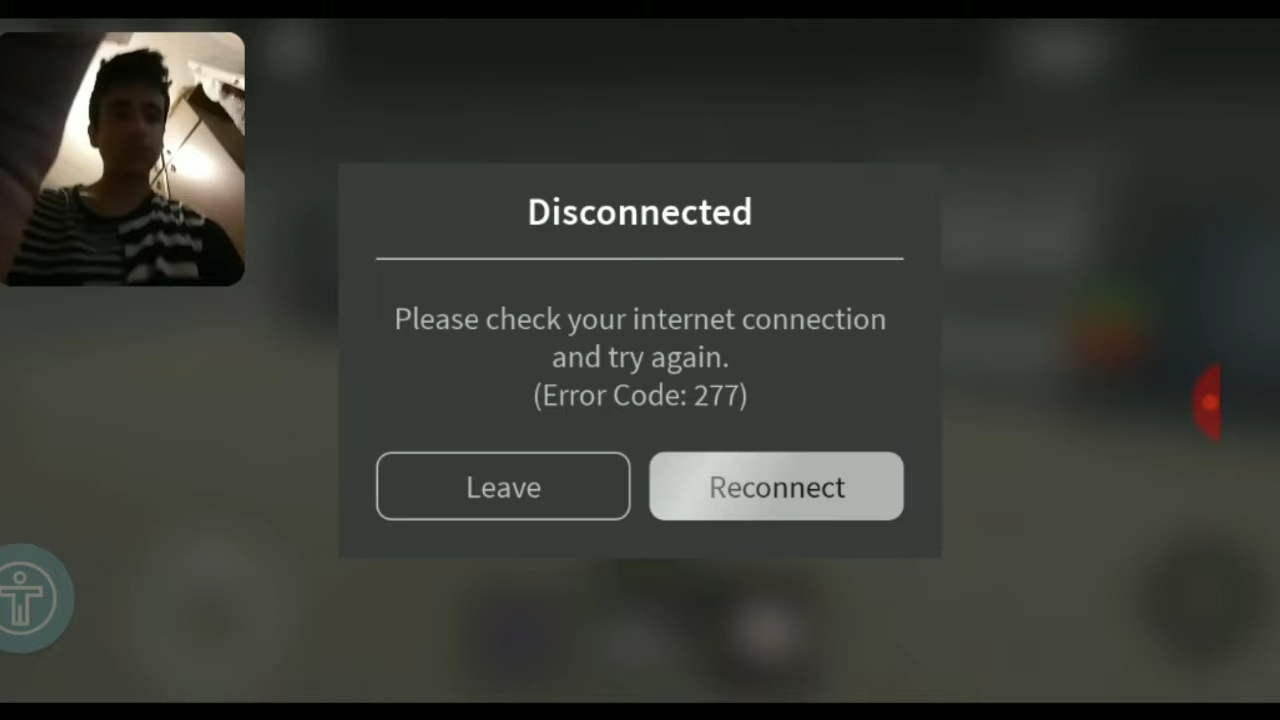 Disconnected
Please check your internet connection
and try again.
(Error Code: 277)
Leave
Reconnect